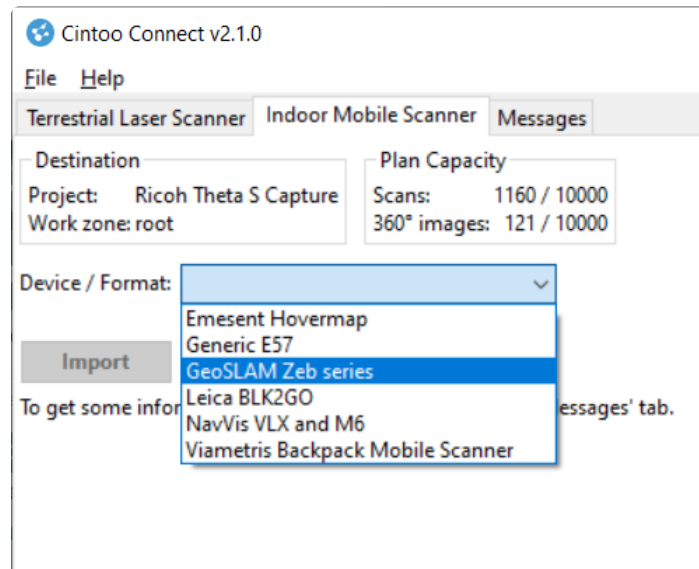 Cintoo Connect v2.1.0
File Help
Terrestrial Laser Scanner Indoor Mobile Scanner Messages
Destination
Project: Ricoh Theta S Capture
Work zone: root
Plan Capacity
Scans: 1160 / 10000
360° images: 121 / 10000
Device / Format:
Emesent Hovermap
Generic E57
GeoSLAM Zeb series
Leica BLK2GO
NavVis VLX and M6
Viametris Backpack Mobile Scanner
Import
To get some infor essages' tab.